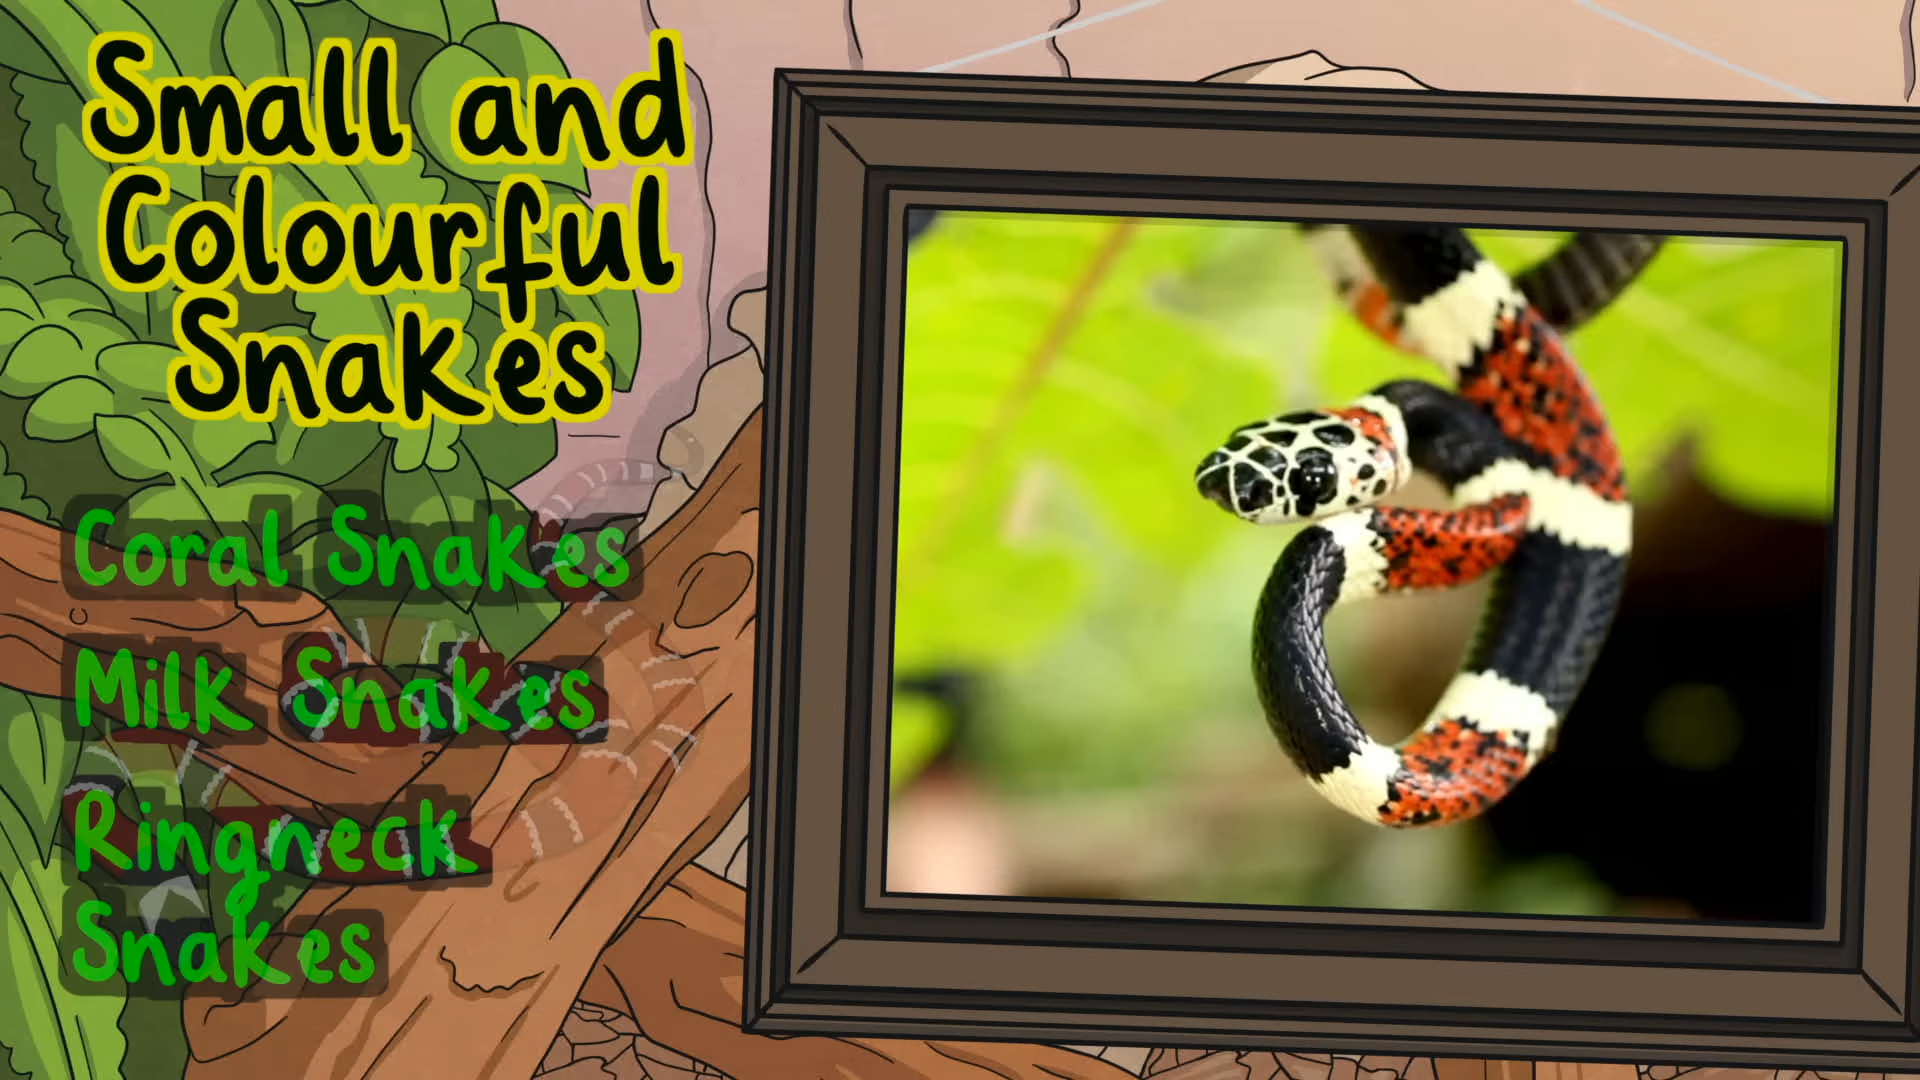 Small and
Colourful
Snakes
Coral Snakes
Milk Snakes
Ringneck
Snakes